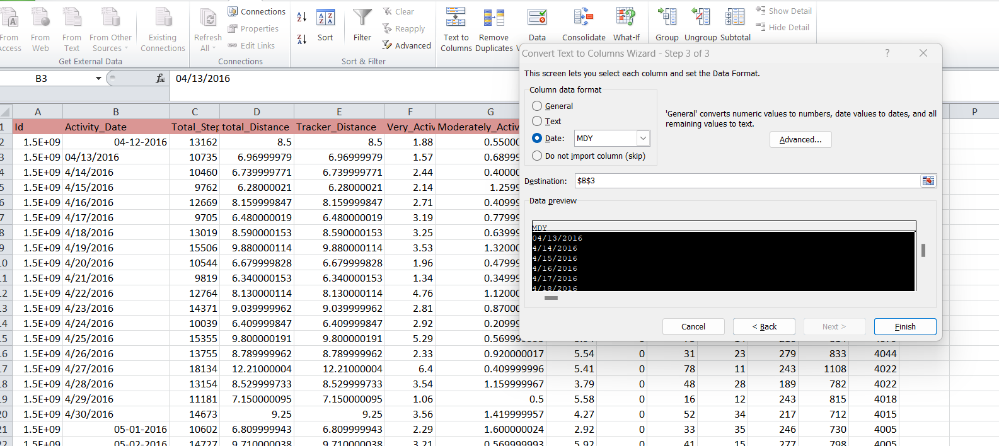 From Access
From Web
From Text
From Other Sources
Existing Connections
Refresh All
Connections
Properties
Edit Links
Sort
Filter
Clear
Reapply
Advanced
Text to Columns
Remove Duplicates
Data
Consolidate
What-If
Group
Ungroup
Subtotal
Show Detail
Hide Detail
Get External Data
Connections
Sort & Filter
B3
fx
04/13/2016
A B C D E F G P
1 Id Activity_Date Total_Step total_Distance Tracker_Distance Very_Activ Moderately_Activ
2 1.5E+09 04-12-2016 13162 8.5 8.5 1.88 0.55000
3 1.5E+09 04/13/2016 10735 6.96999979 6.96999979 1.57 0.68999
4 1.5E+09 4/14/2016 10460 6.739999771 6.739999771 2.44 0.40000
5 1.5E+09 4/15/2016 9762 6.28000021 6.28000021 2.14 1.2599
6 1.5E+09 4/16/2016 12669 8.159999847 8.159999847 2.71 0.40999
7 1.5E+09 4/17/2016 9705 6.480000019 6.480000019 3.19 0.77999
8 1.5E+09 4/18/2016 13019 8.590000153 8.590000153 3.25 0.63999
9 1.5E+09 4/19/2016 15506 9.880000114 9.880000114 3.53 1.32000
10 1.5E+09 4/20/2016 10544 6.679999828 6.679999828 1.96 0.47999
11 1.5E+09 4/21/2016 9819 6.340000153 6.340000153 1.34 0.34999
12 1.5E+09 4/22/2016 12764 8.130000114 8.130000114 4.76 1.12000
13 1.5E+09 4/23/2016 14371 9.039999962 9.039999962 2.81 0.87000
14 1.5E+09 4/24/2016 10039 6.409999847 6.409999847 2.92 0.20999
15 1.5E+09 4/25/2016 15355 9.800000191 9.800000191 5.29
16 1.5E+09 4/26/2016 13755 8.789999962 8.789999962 2.33 0.920000017 5.54 0 31 23 279 833 4044
17 1.5E+09 4/27/2016 18134 12.21000004 12.21000004 6.4 0.409999996 5.41 0 78 11 243 1108 4022
18 1.5E+09 4/28/2016 13154 8.529999733 8.529999733 3.54 1.159999967 3.79 0 48 28 189 782 4022
19 1.5E+09 4/29/2016 11181 7.150000095 7.150000095 1.06 0.5 5.58 0 16 12 243 815 4018
20 1.5E+09 4/30/2016 14673 9.25 9.25 3.56 1.419999957 4.27 0 52 34 217 712 4015
21 1.5E+09 05-01-2016 10602 6.809999943 6.809999943 2.29 1.600000024 2.92 0 33 35 246 730 4005
22 1.5E+09 05-02-2016 14727 9.710000038 9.710000038 3.21 0.569999993 5.92 0 41 15 277 798 4005
Convert Text to Columns Wizard - Step 3 of 3
This screen lets you select each column and set the Data Format.
Column data format
General
Text
Date: MDY
Do not import column (skip)
'General' converts numeric values to numbers, date values to dates, and all
remaining values to text.
Advanced...
Destination: $B$3
Data preview
MDY
04/13/2016
4/14/2016
4/15/2016
4/16/2016
4/17/2016
4/18/2016
Cancel
< Back
Next >
Finish